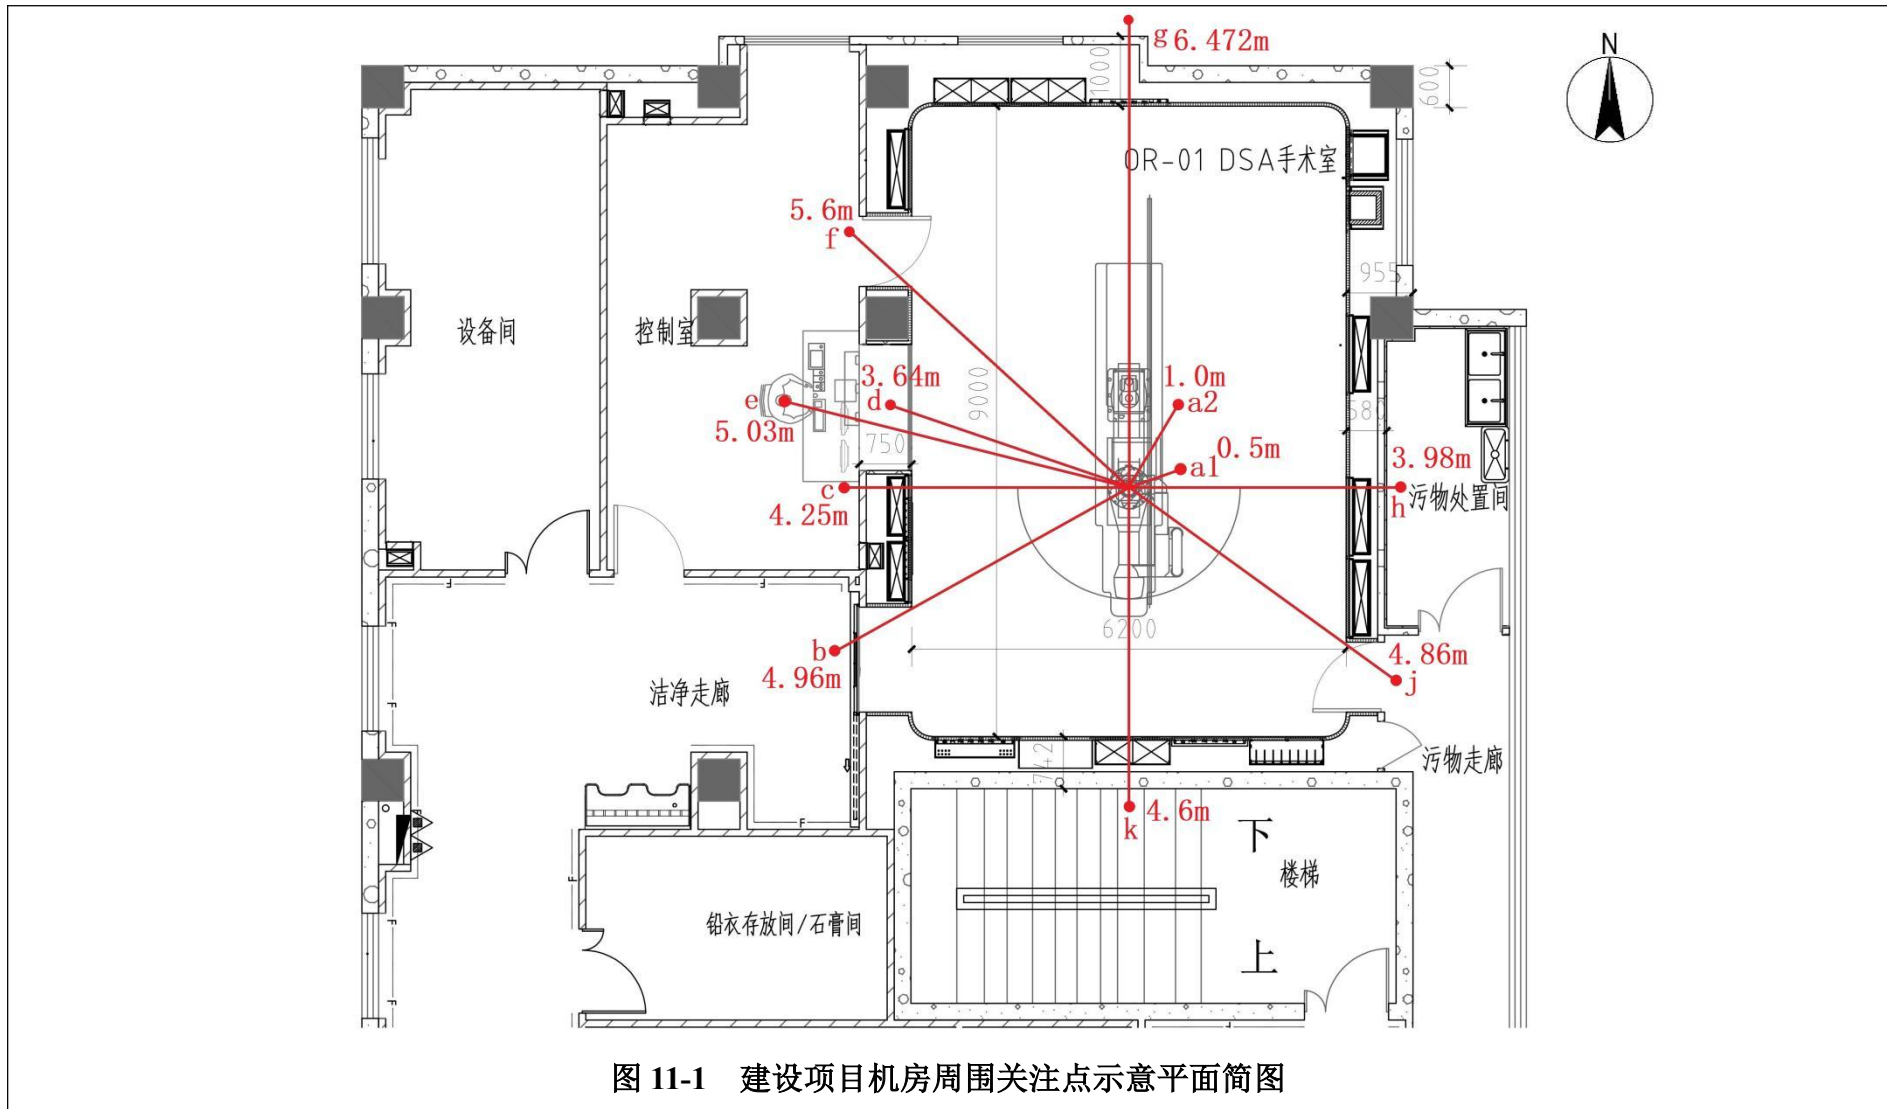 g 6.472m
N
1000
600
OR-01 DSA手术室
5.6m
f
955
设备间
控制室
3.64m
1.0m
9000
e
d
a2
680
5.03m
750
0.5m
a1
3.98m
c
h
污物处置间
4.25m
6200
b
4.86m
4.96m
j
洁净走廊
F
F
F
F
742
污物走廊
4.6m
k
下
F
楼梯
F
铅衣存放间/石膏间
F
上
F
F
图 11-1 建设项目机房周围关注点示意平面简图